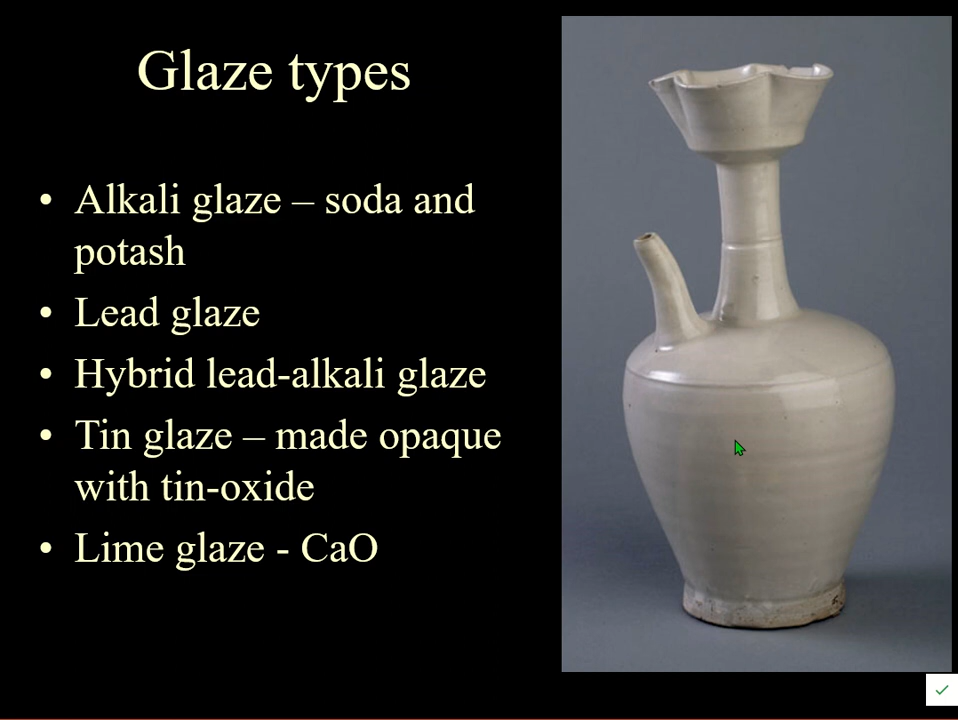 Glaze types
• Alkali glaze – soda and
potash
• Lead glaze
• Hybrid lead-alkali glaze
• Tin glaze – made opaque
with tin-oxide
• Lime glaze - CaO